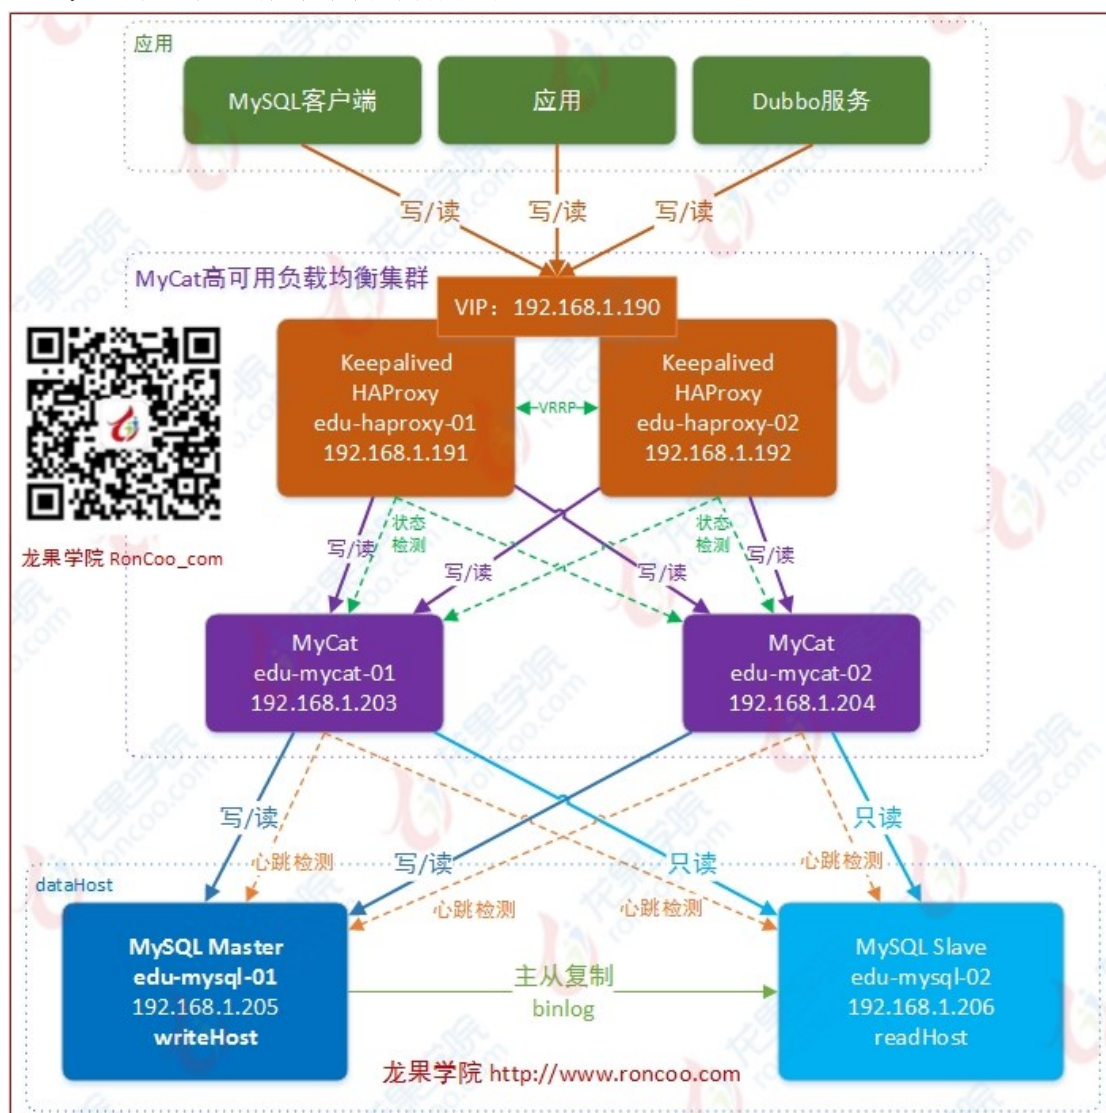 应用
MySQL客户端
应用
Dubbo服务
写/读
写/读
写/读
MyCat高可用负载均衡集群
VIP：192.168.1.190
Keepalived
HAProxy
edu-haproxy-01
192.168.1.191
VRRP
Keepalived
HAProxy
edu-haproxy-02
192.168.1.192
龙果学院 RonCoo_com
状态
检测
状态
检测
写/读
写/读
写/读
写/读
MyCat
edu-mycat-01
192.168.1.203
MyCat
edu-mycat-02
192.168.1.204
写/读
心跳检测
写/读
只读
心跳检测
只读
心跳检测
心跳检测
dataHost
MySQL Master
edu-mysql-01
192.168.1.205
writeHost
主从复制
binlog
MySQL Slave
edu-mysql-02
192.168.1.206
readHost
龙果学院 http://www.roncoo.com